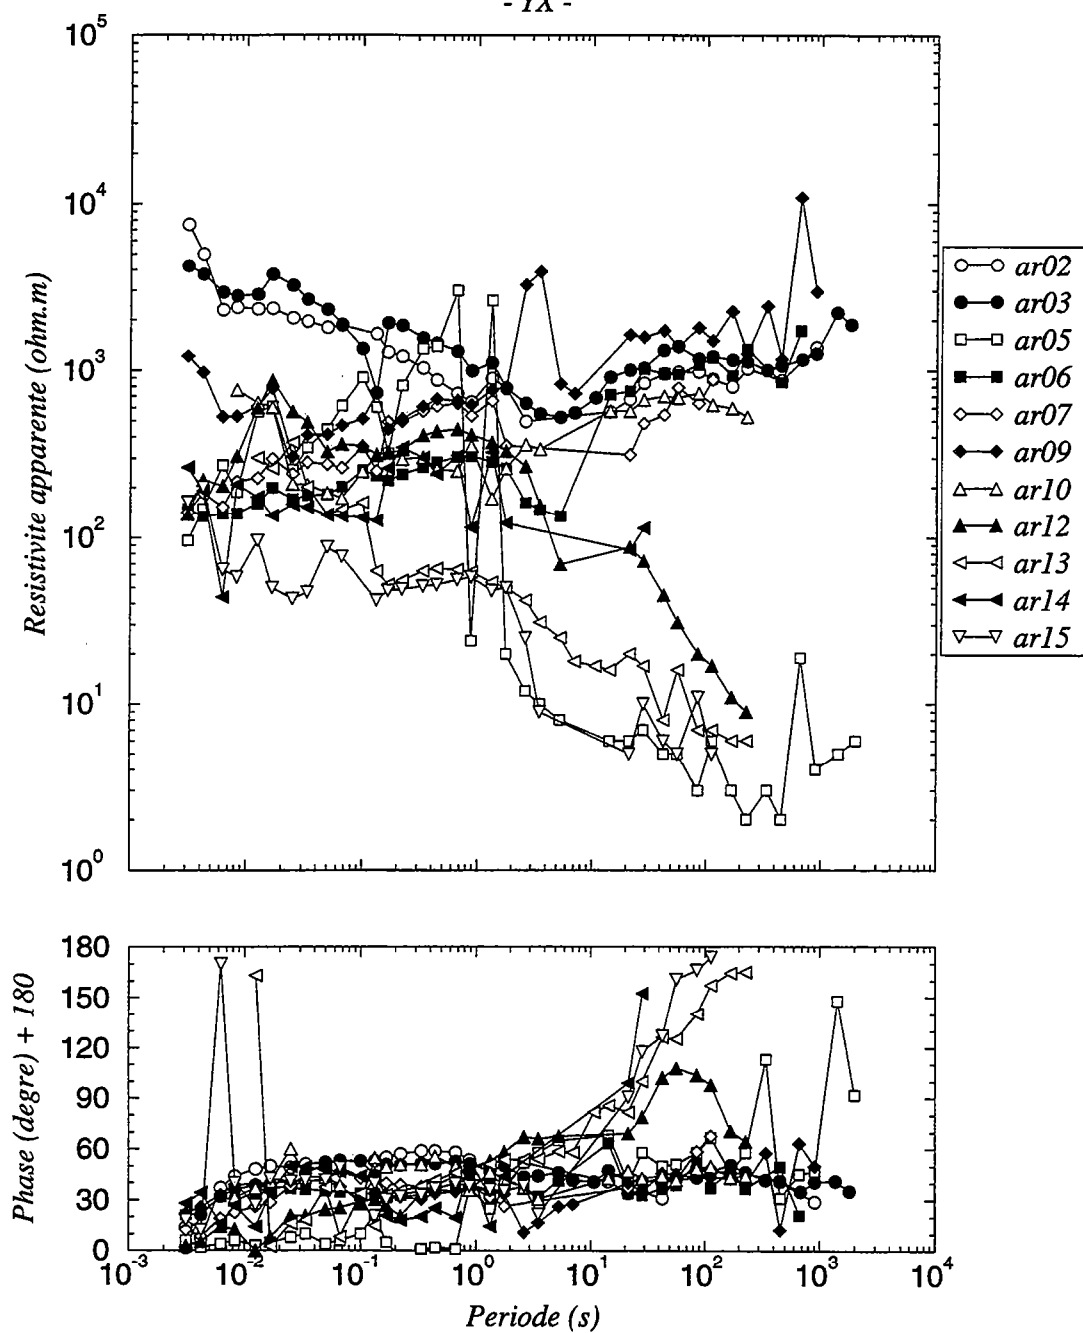 - YX -
10^5
10^4
10^3
10^2
10^1
10^0
Resistivite apparente (ohm.m)
ar02
ar03
ar05
ar06
ar07
ar09
ar10
ar12
ar13
ar14
ar15
180
150
120
90
60
30
0
Phase (degre) + 180
10^-3 10^-2 10^-1 10^0 10^1 10^2 10^3 10^4
Periode (s)